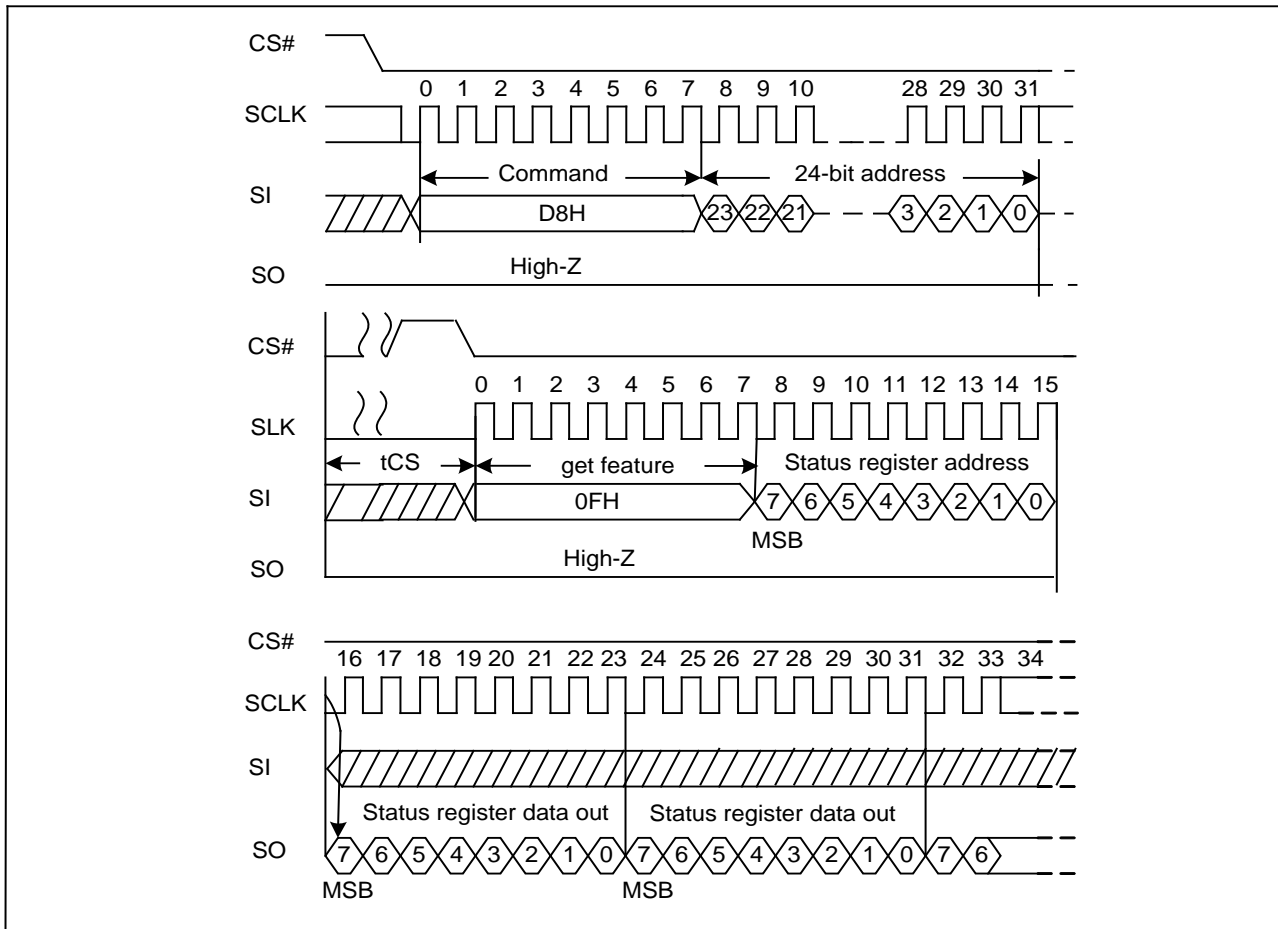 CS#
0 1 2 3 4 5 6 7 8 9 10 28 29 30 31
SCLK
Command 24-bit address
SI
D8H 23 22 21 3 2 1 0
High-Z
SO
CS#
0 1 2 3 4 5 6 7 8 9 10 11 12 13 14 15
SLK
tCS get feature Status register address
SI
0FH 7 6 5 4 3 2 1 0
MSB
High-Z
SO
CS#
16 17 18 19 20 21 22 23 24 25 26 27 28 29 30 31 32 33 34
SCLK
SI
Status register data out Status register data out
SO
7 6 5 4 3 2 1 0 7 6 5 4 3 2 1 0 7 6
MSB MSB